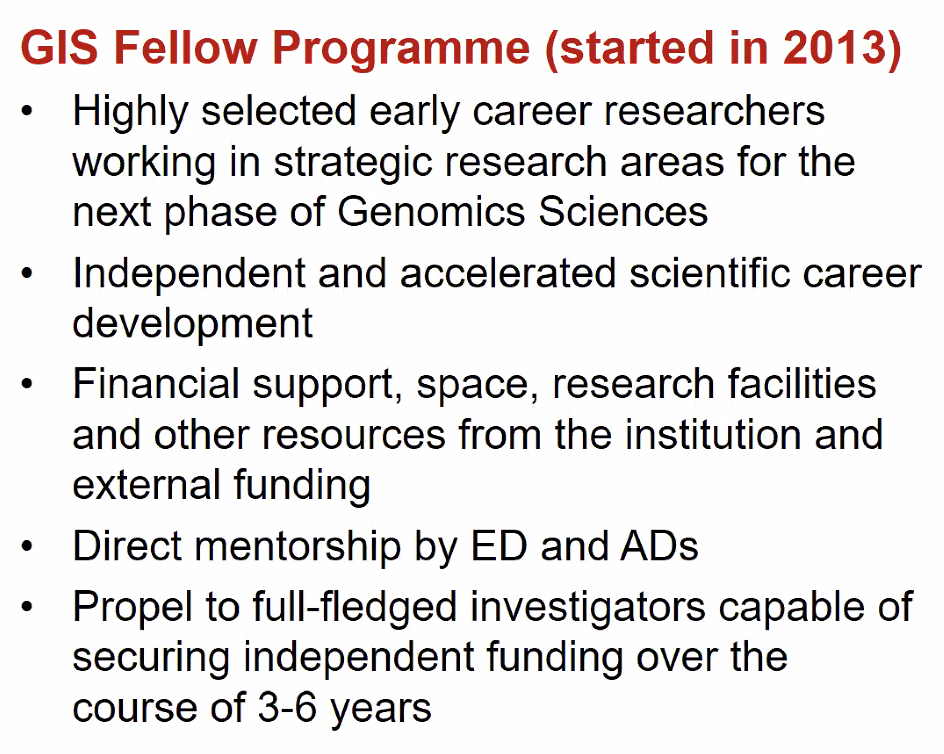 GIS Fellow Programme (started in 2013)
• Highly selected early career researchers
working in strategic research areas for the
next phase of Genomics Sciences
• Independent and accelerated scientific career
development
• Financial support, space, research facilities
and other resources from the institution and
external funding
• Direct mentorship by ED and ADs
• Propel to full-fledged investigators capable of
securing independent funding over the
course of 3-6 years